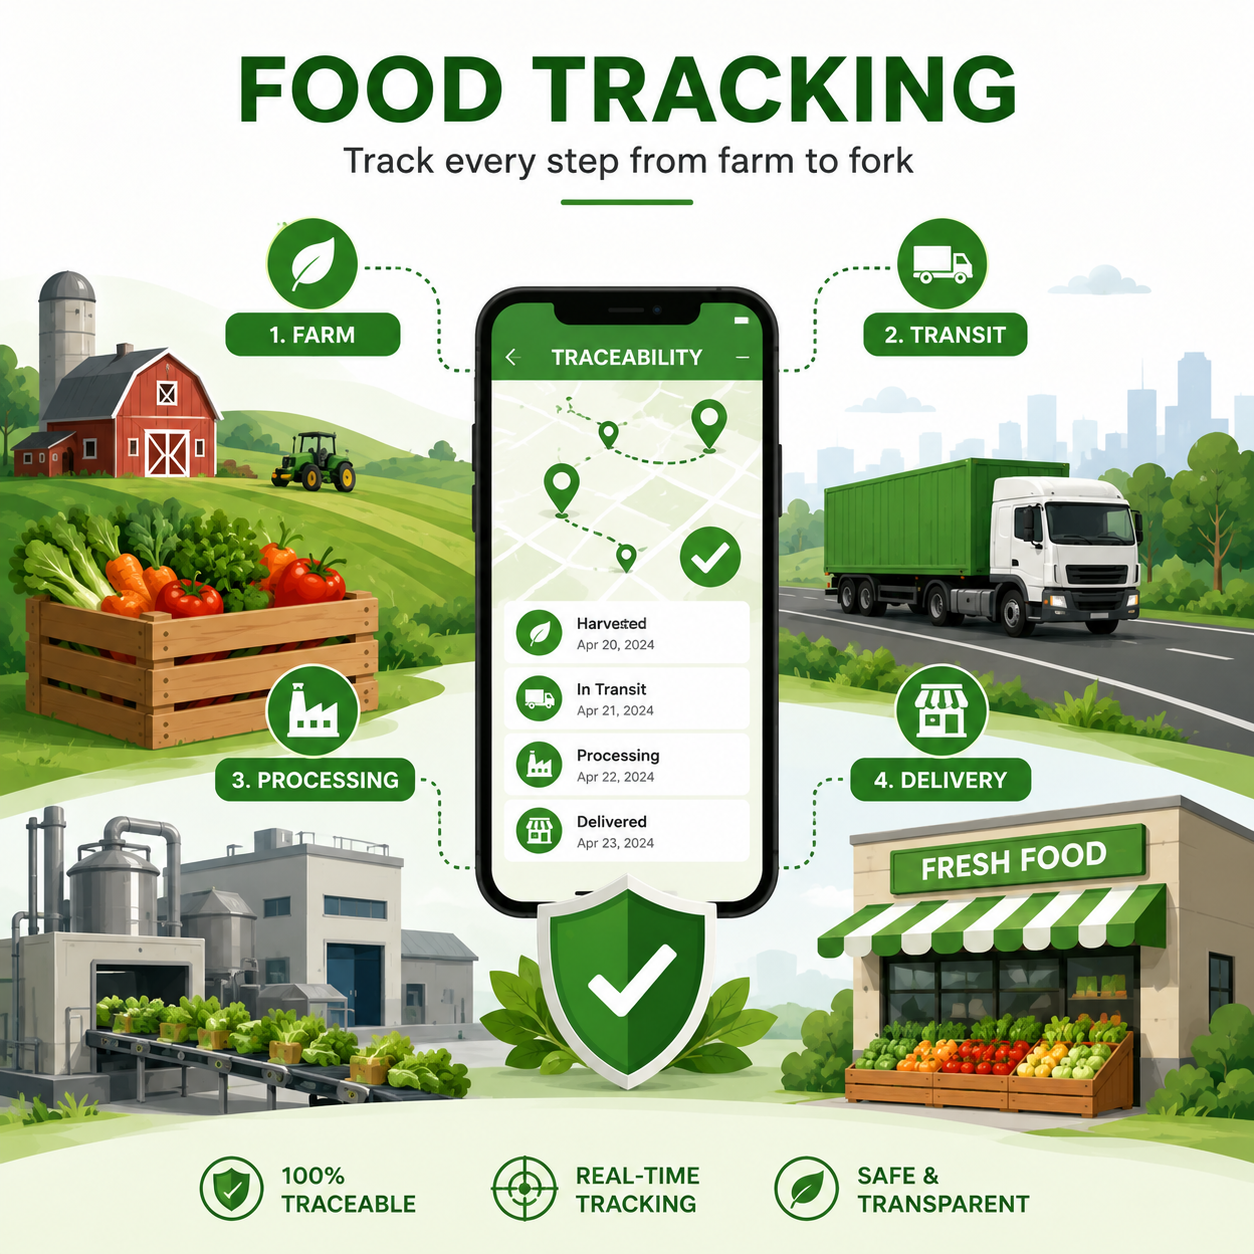 FOOD TRACKING
Track every step from farm to fork
1. FARM
2. TRANSIT
TRACEABILITY
Harvested
Apr 20, 2024
In Transit
Apr 21, 2024
Processing
Apr 22, 2024
Delivered
Apr 23, 2024
3. PROCESSING
4. DELIVERY
FRESH FOOD
100%
TRACEABLE
REAL-TIME
TRACKING
SAFE &
TRANSPARENT